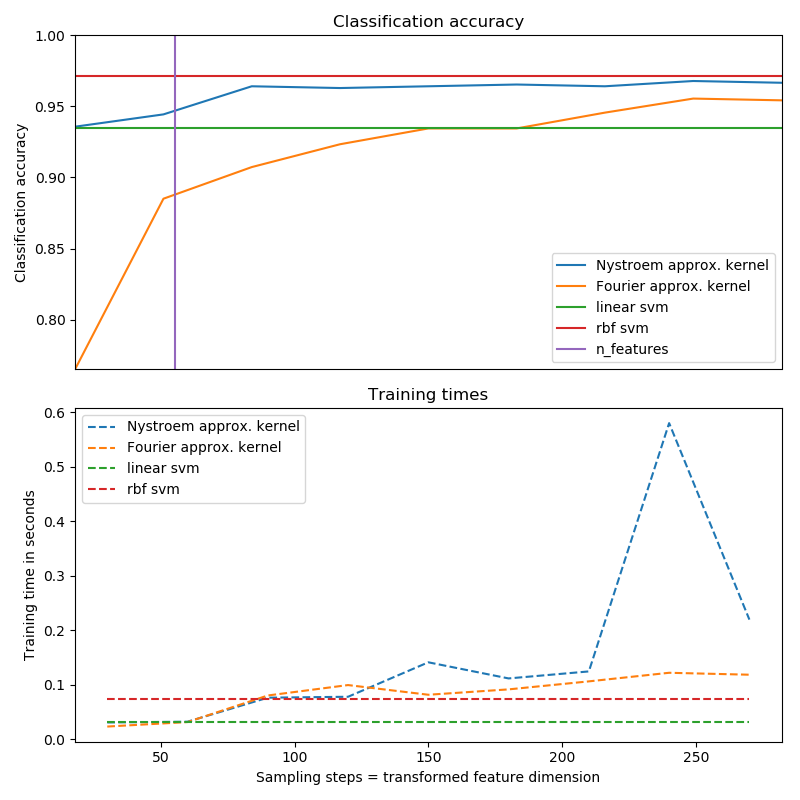 Classification accuracy
1.00
0.95
0.90
0.85
0.80
Classification accuracy
Nystroem approx. kernel
Fourier approx. kernel
linear svm
rbf svm
n_features
Training times
0.6
0.5
0.4
0.3
0.2
0.1
0.0
Training time in seconds
Nystroem approx. kernel
Fourier approx. kernel
linear svm
rbf svm
50 100 150 200 250
Sampling steps = transformed feature dimension